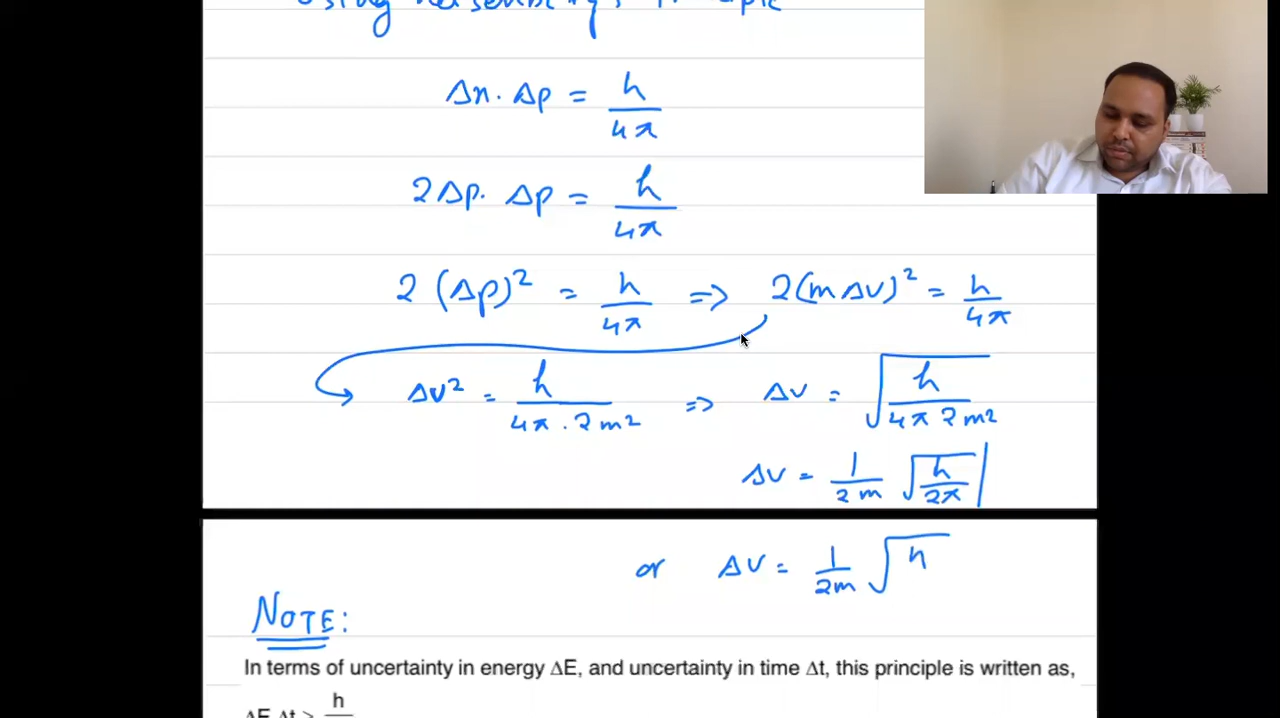 Δx. Δp = h/4π
2Δp. Δp = h/4π
2 (Δp)² = h/4π => 2(mΔv)² = h/4π
Δv² = h/4π . 2m² => Δv = √(h/4π 2m²)
Δv = 1/2m √(h/2π)
or Δv = 1/2m √h
NOTE:
In terms of uncertainty in energy ΔE, and uncertainty in time Δt, this principle is written as,
ΔE Δt ≥ h